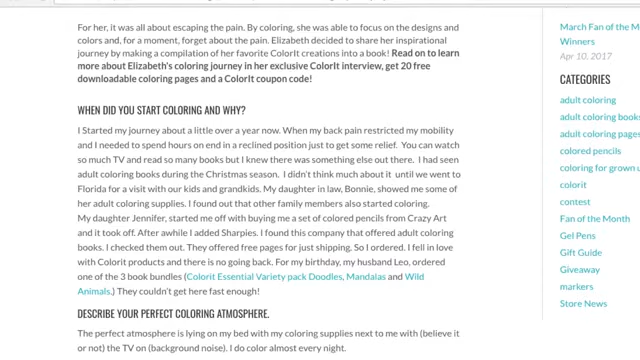 For her, it was all about escaping the pain. By coloring, she was able to focus on the designs and
colors and, for a moment, forget about the pain. Elizabeth decided to share her inspirational
journey by making a compilation of her favorite ColorIt creations into a book! Read on to learn
more about Elizabeth's coloring journey in her exclusive ColorIt interview, get 20 free
downloadable coloring pages and a ColorIt coupon code!
WHEN DID YOU START COLORING AND WHY?
I Started my journey about a little over a year now. When my back pain restricted my mobility
and I needed to spend hours on end in a reclined position just to get some relief. You can watch
so much TV and read so many books but I knew there was something else out there. I had seen
adult coloring books during the Christmas season. I didn't think much about it until we went to
Florida for a visit with our kids and grandkids. My daughter in law, Bonnie, showed me some of
her adult coloring supplies. I found out that other family members also started coloring.
My daughter Jennifer, started me off with buying me a set of colored pencils from Crazy Art
and it took off. After awhile I added Sharpies. I found this company that offered adult coloring
books. I checked them out. They offered free pages for just shipping. So I ordered. I fell in love
with Colorit products and there is no going back. For my birthday, my husband Leo, ordered
one of the 3 book bundles (Colorit Essential Variety pack Doodles, Mandalas and Wild
Animals.) They couldn't get here fast enough!
DESCRIBE YOUR PERFECT COLORING ATMOSPHERE.
The perfect atmosphere is lying on my bed with my coloring supplies next to me with (believe it
or not) the TV on (background noise). I do color almost every night.
March Fan of the M
Winners
Apr 10, 2017
CATEGORIES
adult coloring
adult coloring books
adult coloring pages
colored pencils
coloring for grown u
colorit
contest
Fan of the Month
Gel Pens
Gift Guide
Giveaway
markers
Store News